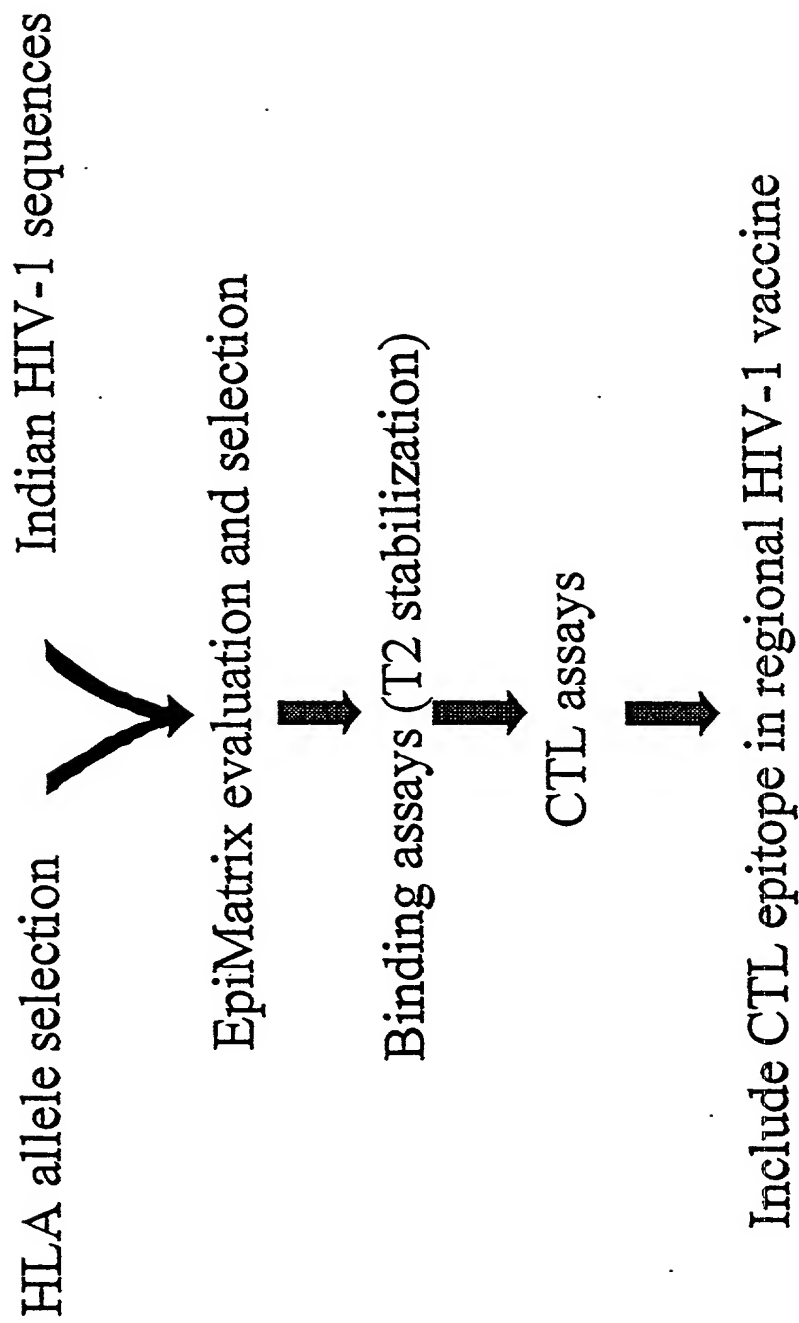 HLA allele selection
Indian HIV-1 sequences
EpiMatrix evaluation and selection
Binding assays (T2 stabilization)
CTL assays
Include CTL epitope in regional HIV-1 vaccine